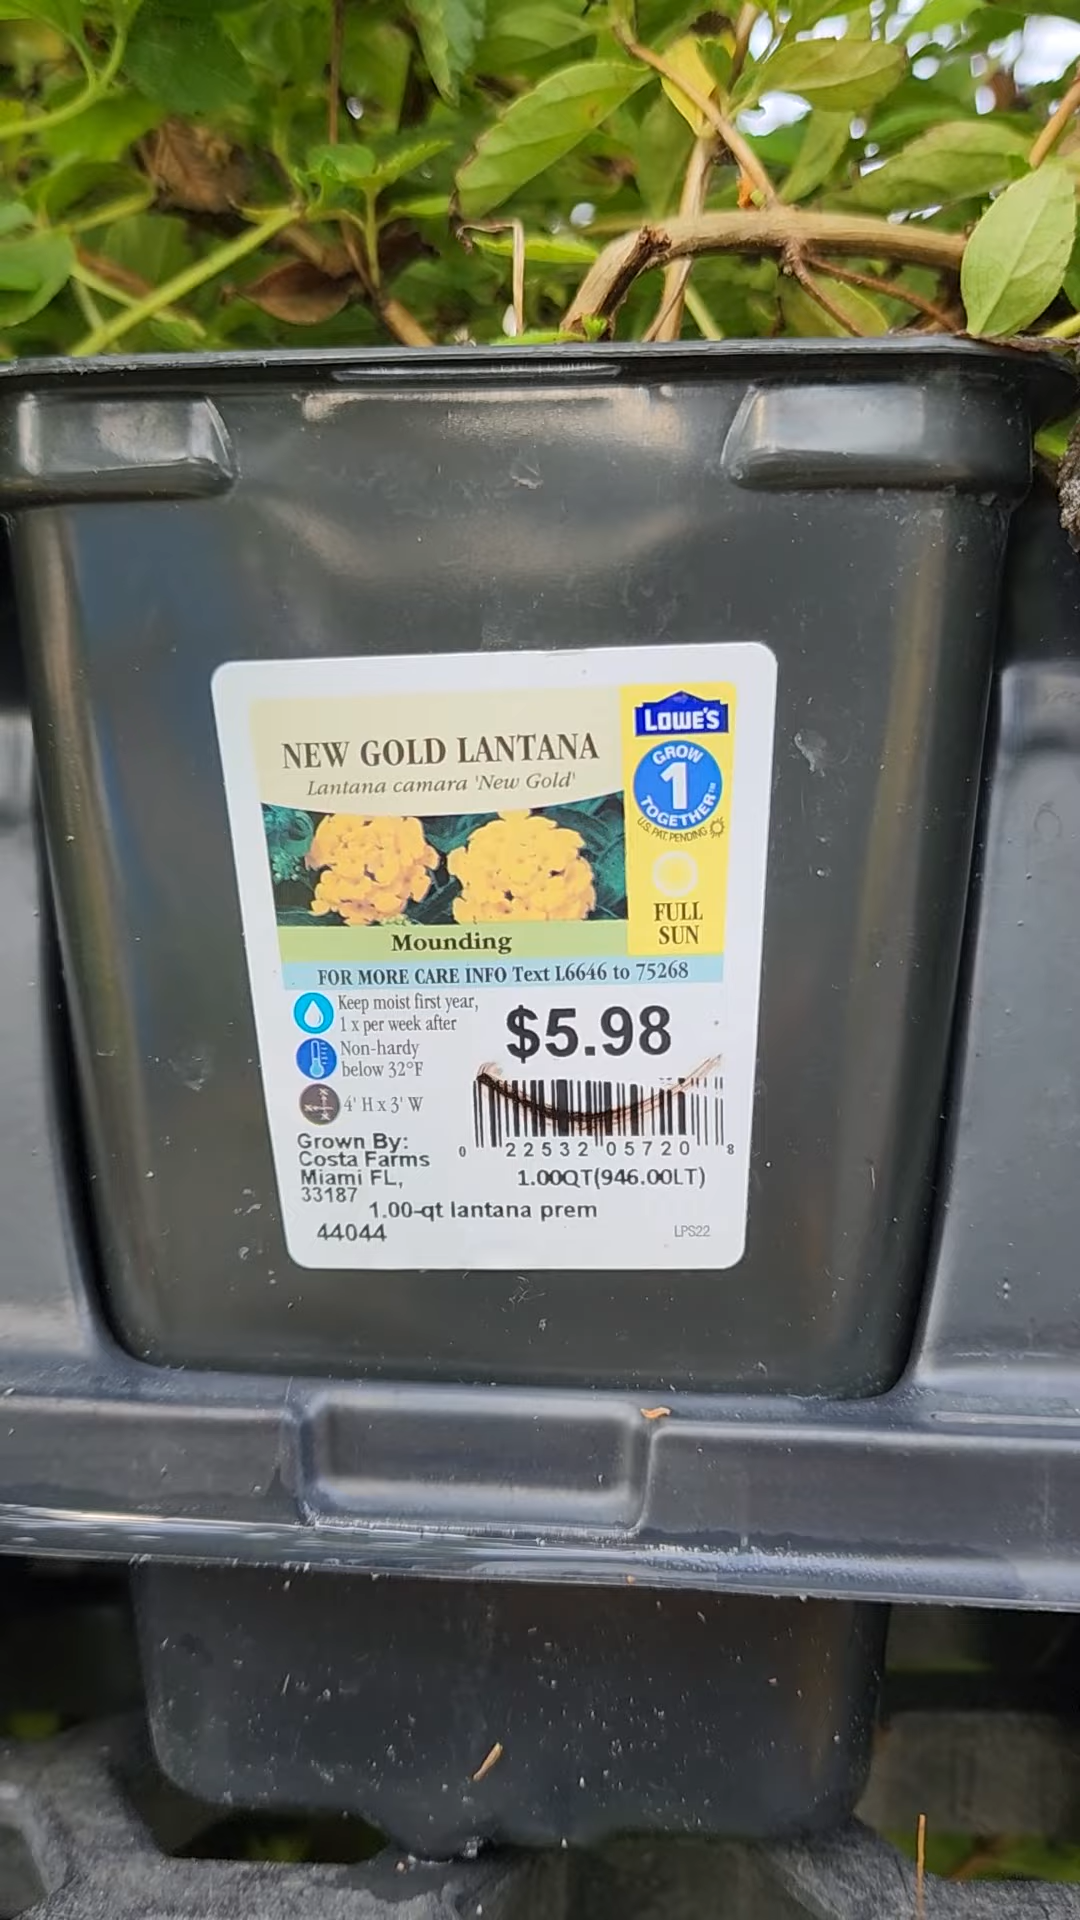 NEW GOLD LANTANA
Lantana camara 'New Gold'
LOWE'S
GROW
1
TOGETHER™
U.S. PAT. PENDING
FULL
SUN
Mounding
FOR MORE CARE INFO Text L6646 to 75268
Keep moist first year,
1 x per week after
$5.98
Non-hardy
below 32°F
4' H x 3' W
0 22532 05720 8
Grown By:
Costa Farms
Miami FL,
33187
1.00QT(946.00LT)
1.00-qt lantana prem
44044
LPS22